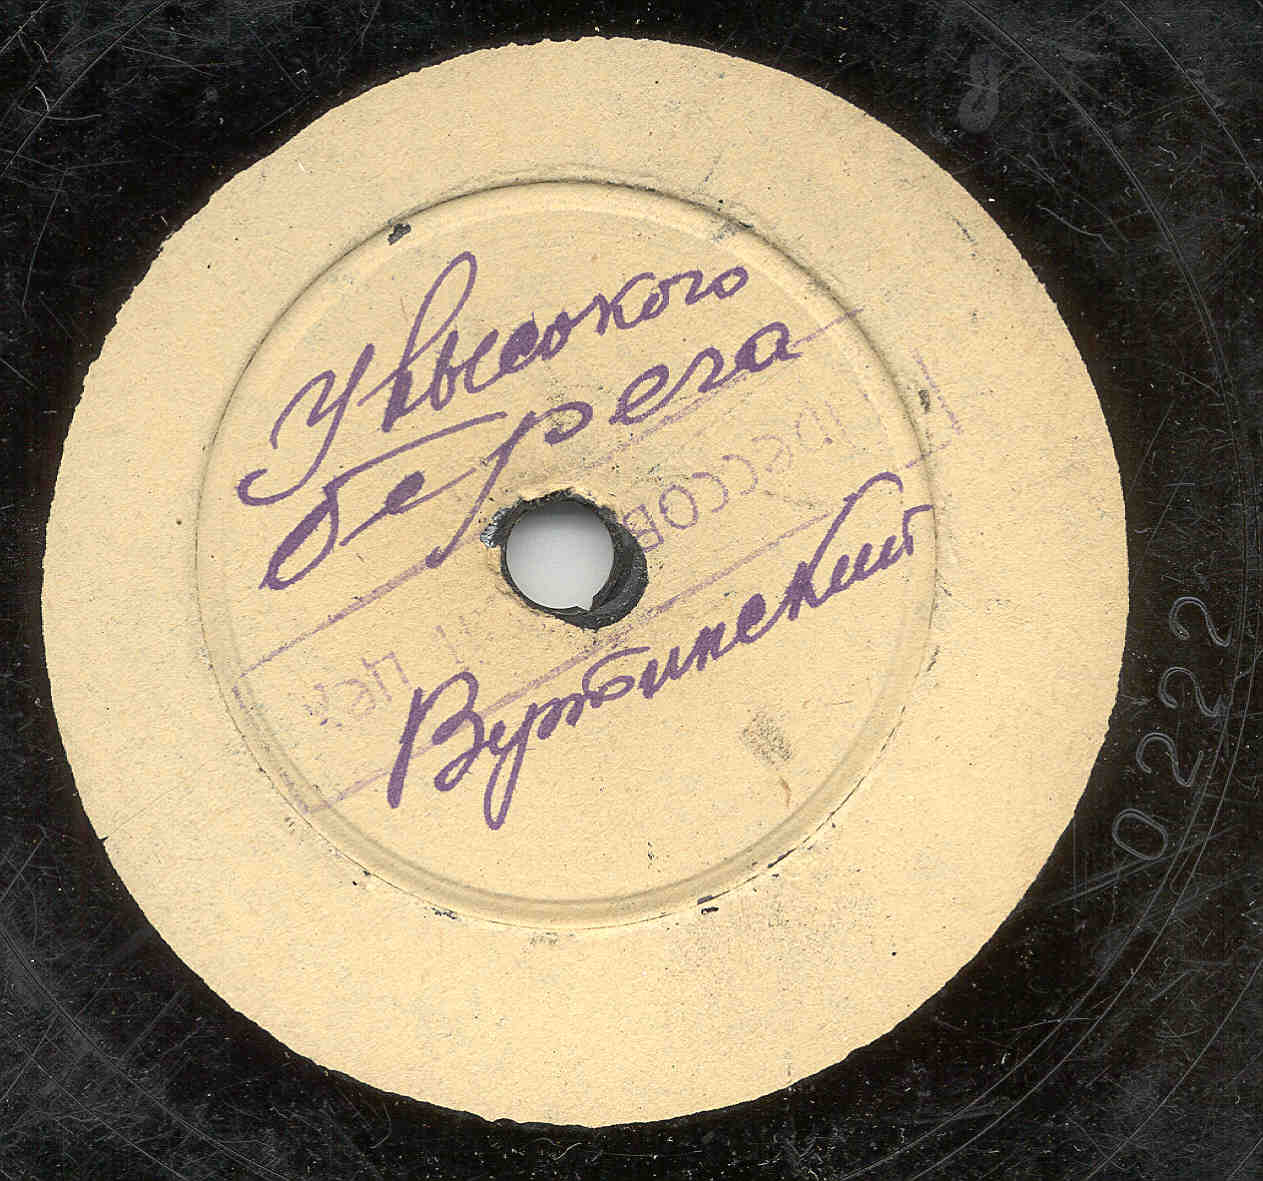 У высокого
берега
Вертинский
0222